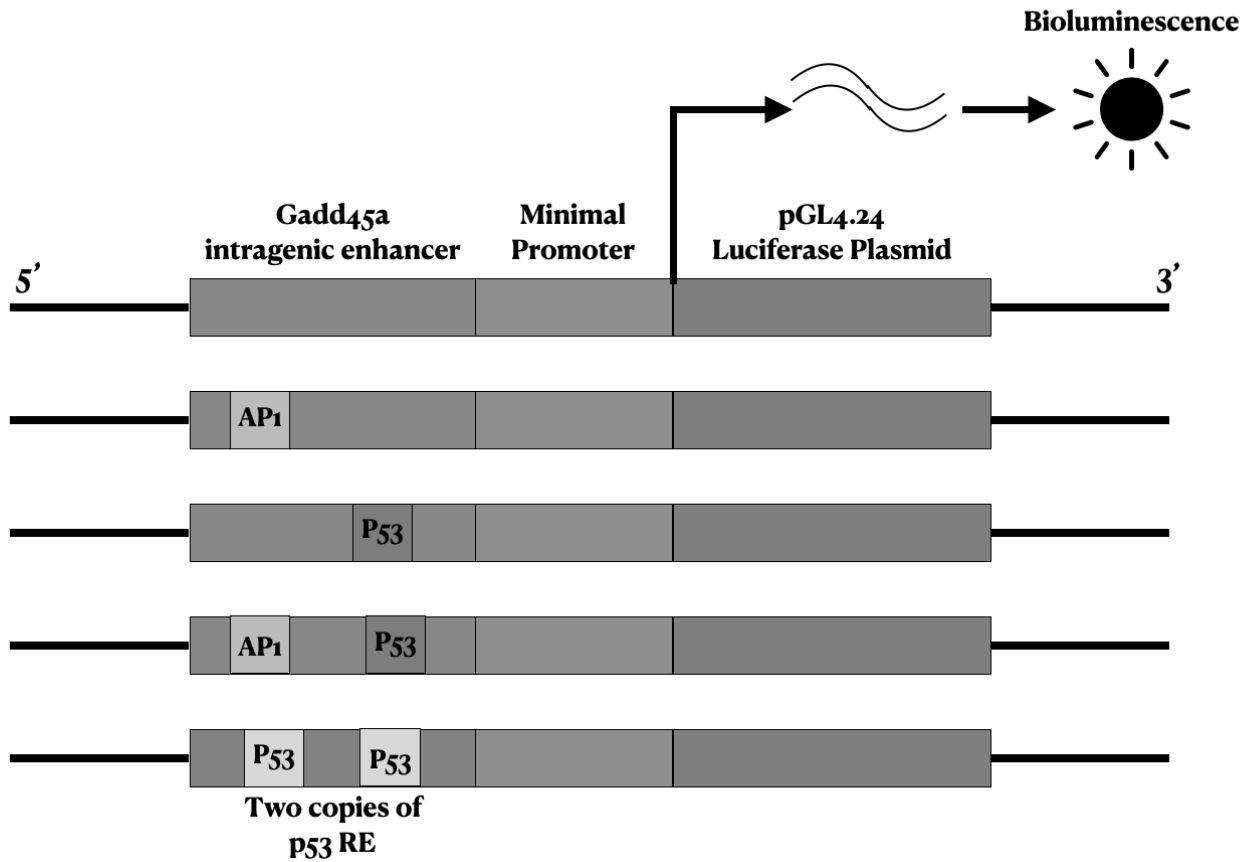 Bioluminescence
Gadd45a
intragenic enhancer
Minimal
Promoter
pGL4.24
Luciferase Plasmid
5’
3’
AP1
P53
AP1
P53
P53
P53
Two copies of
p53 RE